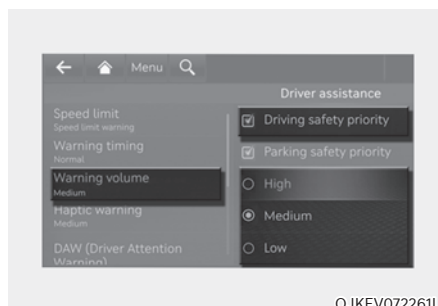 Menu
Driver assistance
Speed limit
Speed limit warning
Warning timing
Normal
Warning volume
Medium
Haptic warning
Medium
DAW (Driver Attention
Warning)
Driving safety priority
Parking safety priority
High
Medium
Low
OJKEV072261L